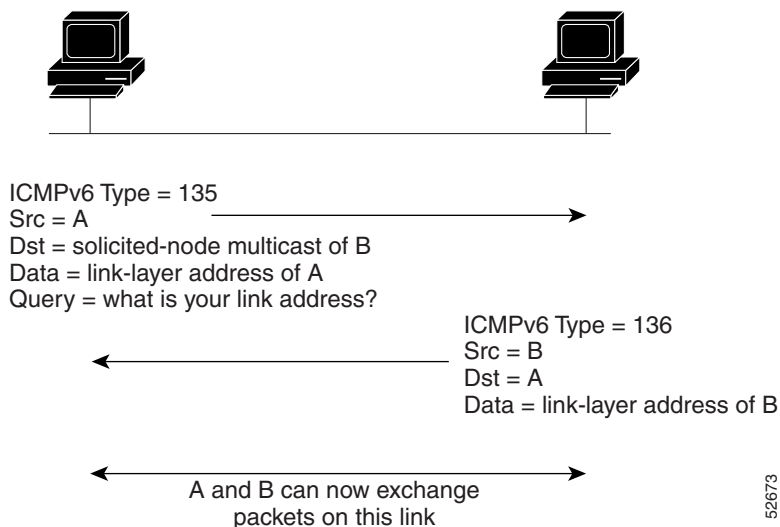 ICMPv6 Type = 135
Src = A
Dst = solicited-node multicast of B
Data = link-layer address of A
Query = what is your link address?
ICMPv6 Type = 136
Src = B
Dst = A
Data = link-layer address of B
A and B can now exchange
packets on this link
52673